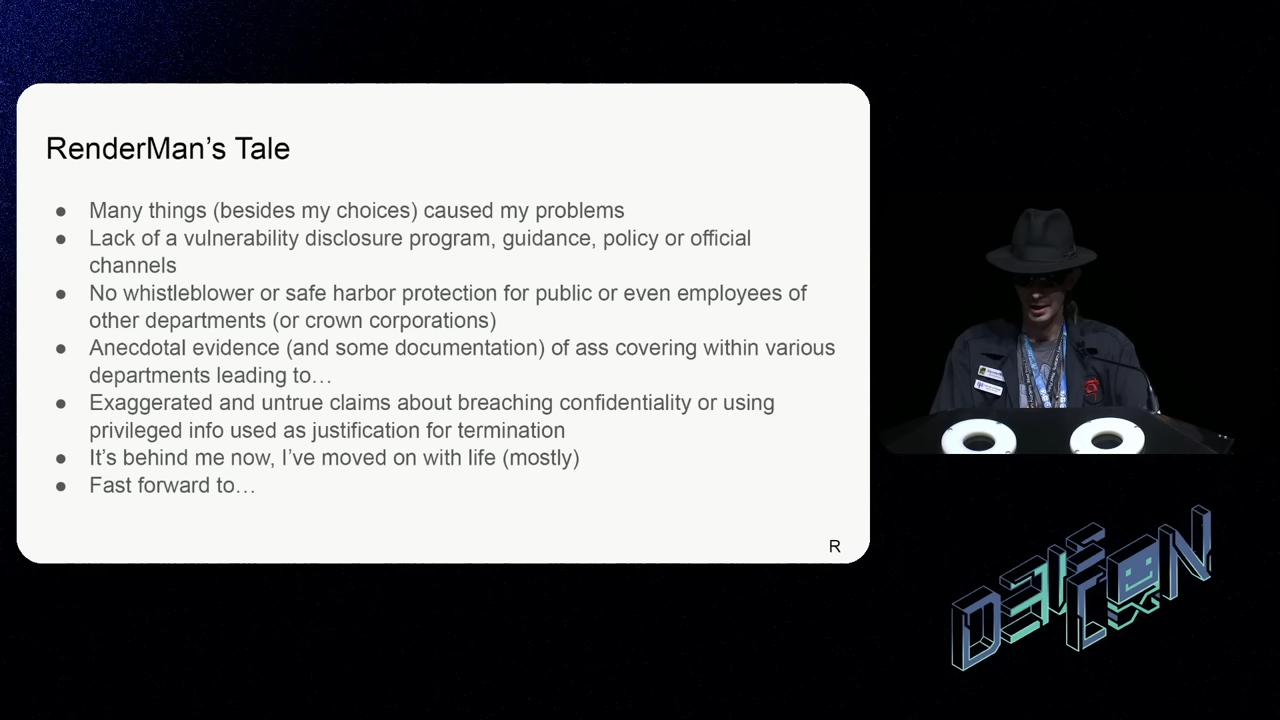 RenderMan’s Tale
● Many things (besides my choices) caused my problems
● Lack of a vulnerability disclosure program, guidance, policy or official
channels
● No whistleblower or safe harbor protection for public or even employees of
other departments (or crown corporations)
● Anecdotal evidence (and some documentation) of ass covering within various
departments leading to…
● Exaggerated and untrue claims about breaching confidentiality or using
privileged info used as justification for termination
● It’s behind me now, I’ve moved on with life (mostly)
● Fast forward to…
R
DEF
CON